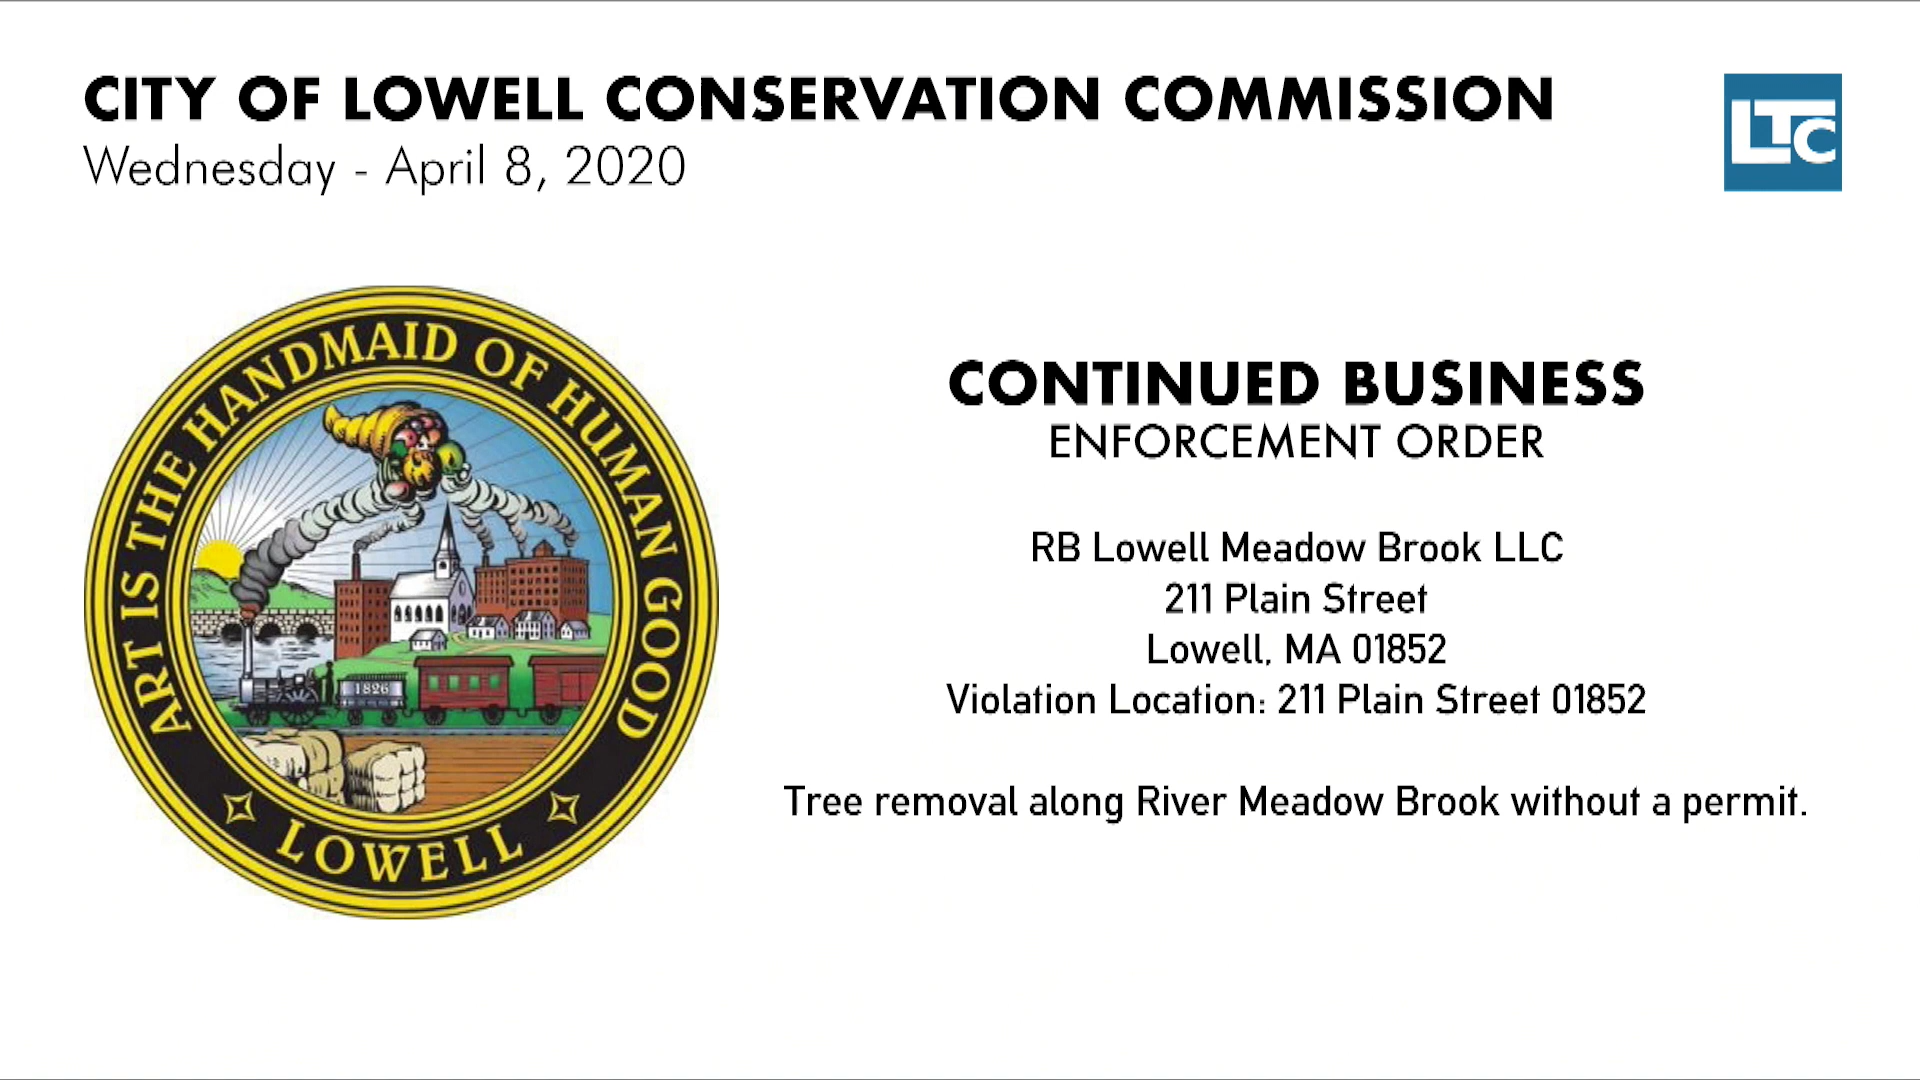 CITY OF LOWELL CONSERVATION COMMISSION
Wednesday - April 8, 2020
LTC
ART IS THE HANDMAID OF HUMAN GOOD
1826
LOWELL
CONTINUED BUSINESS
ENFORCEMENT ORDER
RB Lowell Meadow Brook LLC
211 Plain Street
Lowell, MA 01852
Violation Location: 211 Plain Street 01852
Tree removal along River Meadow Brook without a permit.